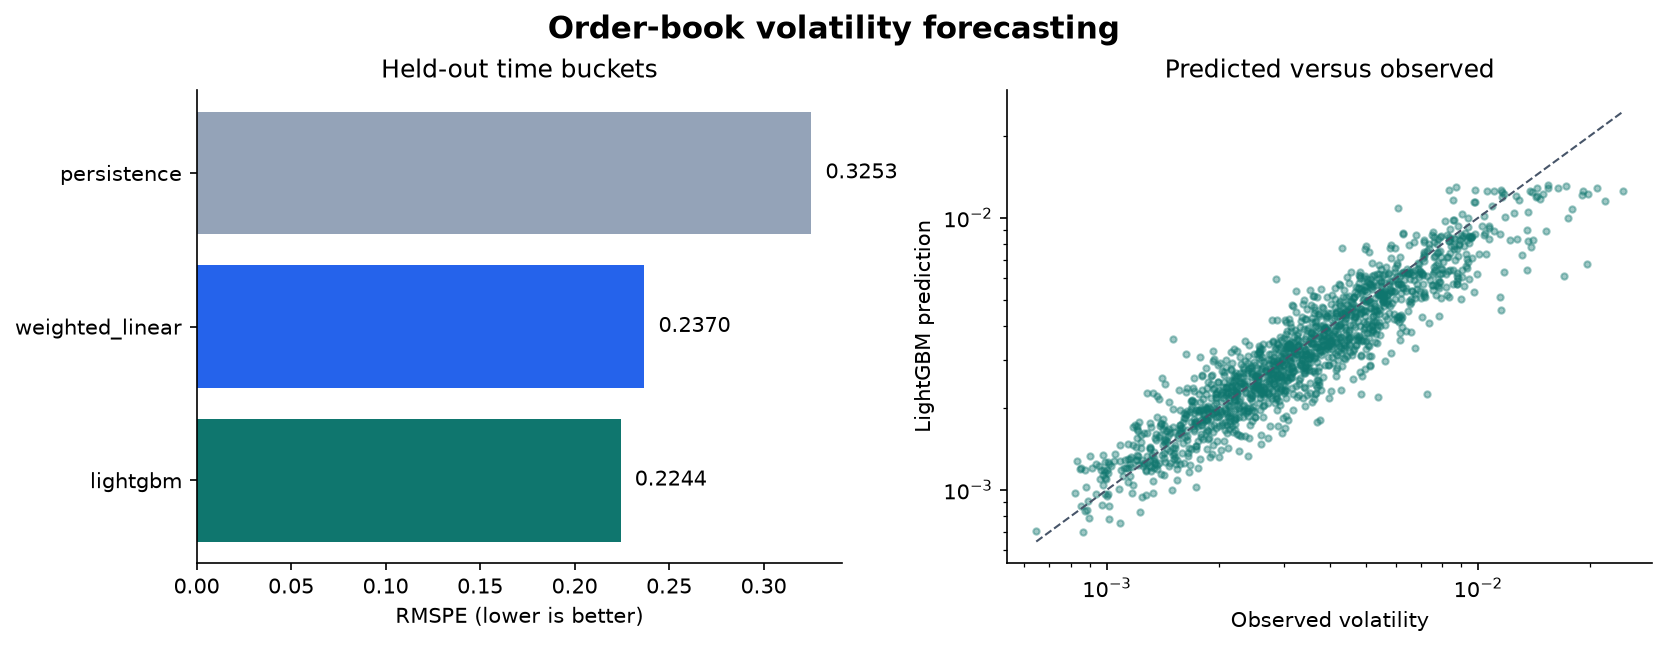 Order-book volatility forecasting
Held-out time buckets
persistence
0.3253
weighted_linear
0.2370
lightgbm
0.2244
0.00 0.05 0.10 0.15 0.20 0.25 0.30
RMSPE (lower is better)
Predicted versus observed
LightGBM prediction
10⁻²
10⁻³
10⁻³ 10⁻²
Observed volatility